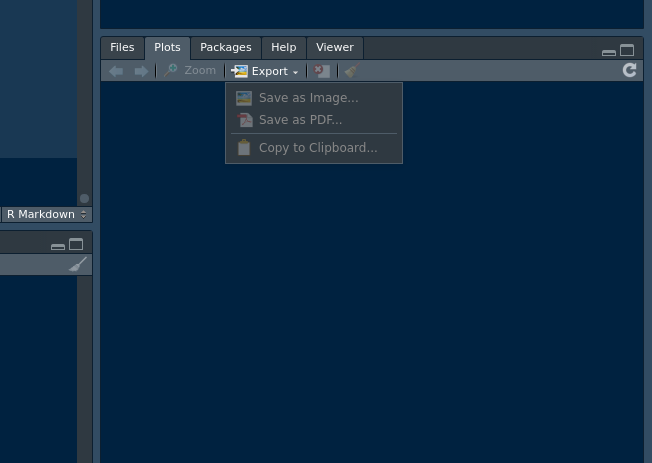 Files Plots Packages Help Viewer
Zoom Export
Save as Image...
Save as PDF...
Copy to Clipboard...
R Markdown